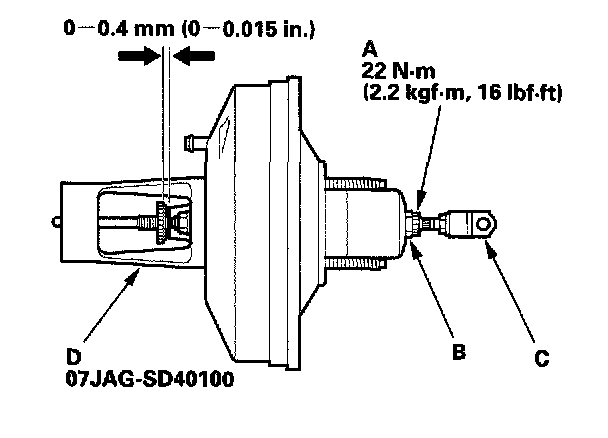 0—0.4 mm (0—0.015 in.)
A
22 N·m
(2.2 kgf·m, 16 lbf·ft)
B
C
D
07JAG-SD40100